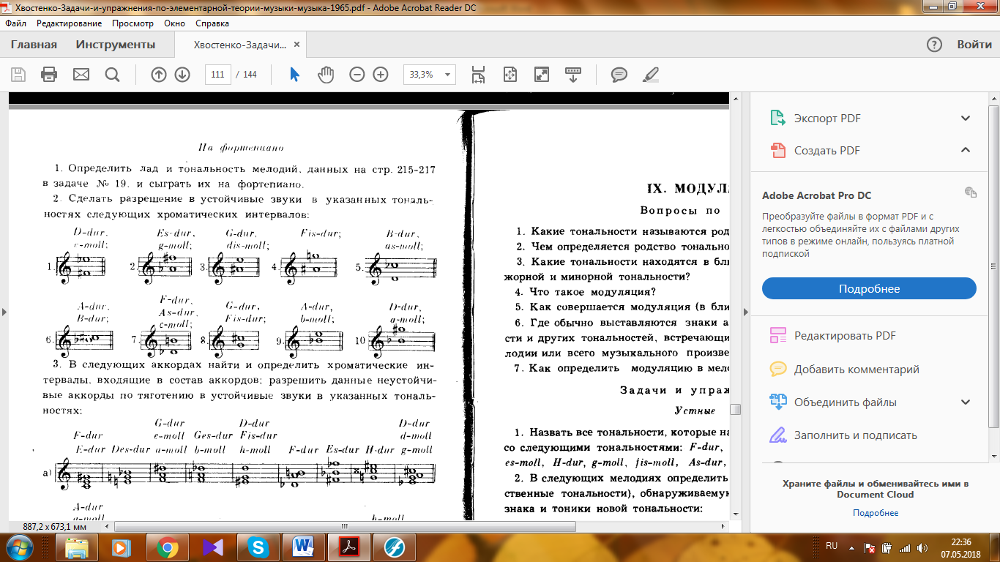 Хвостенко-Задачи-и-упражнения-по-элементарной-теории-музыки-музыка-1965.pdf - Adobe Acrobat Reader DC
Файл Редактирование Просмотр Окно Справка
Главная Инструменты Хвостенко-Задачи... × Войти
111 / 144 33,3%
На фортепиано
1. Определить лад и тональность мелодий, данных на стр. 215-217
в задаче № 19, и сыграть их на фортепиано.
2. Сделать разрешение в устойчивые звуки в указанных тональ-
ностях следующих хроматических интервалов:
D-dur, Es-dur, G-dur, Fis-dur; B-dur,
c-moll; g-moll; dis-moll; as-moll;
1. 2. 3. 4. 5.
F-dur,
A-dur, As-dur, G-dur, A-dur, D-dur,
B-dur; c-moll; Fis-dur; b-moll; a-moll;
6. 7. 8. 9. 10
3. В следующих аккордах найти и определить хроматические ин-
тервалы, входящие в состав аккордов; разрешить данные неустойчи-
вые аккорды по тяготению в устойчивые звуки в указанных тональ-
ностях:
G-dur D-dur D-dur
F-dur e-moll Ges-dur Fis-dur d-moll
E-dur Des-dur a-moll b-moll h-moll F-dur Es-dur H-dur g-moll
а)
A-dur
IX. МОДУЛ
Вопросы по
1. Какие тональности называются род
2. Чем определяется родство тонально
3. Какие тональности находятся в бли
жорной и минорной тональности?
4. Что такое модуляция?
5. Как совершается модуляция (в бли
6. Где обычно выставляются знаки а
сти и других тональностей, встречающи
лодии или всего музыкального произве
7. Как определить модуляцию в мел
Задачи и упраж
Устные
1. Назвать все тональности, которые на
со следующими тональностями: F-dur,
es-moll, H-dur, g-moll, fis-moll, As-dur,
2. В следующих мелодиях определить
ственные тональности), обнаруживаему
знака и тоники новой тональности:
887,2 x 673,1 мм
Экспорт PDF
Создать PDF
Adobe Acrobat Pro DC
Преобразуйте файлы в формат PDF и с
легкостью объединяйте их с файлами других
типов в режиме онлайн, пользуясь платной
подпиской
Подробнее
Редактировать PDF
Добавить комментарий
Объединить файлы
Заполнить и подписать
Храните файлы и обменивайтесь ими в
Document Cloud
Подробнее
RU 22:36
07.05.2018